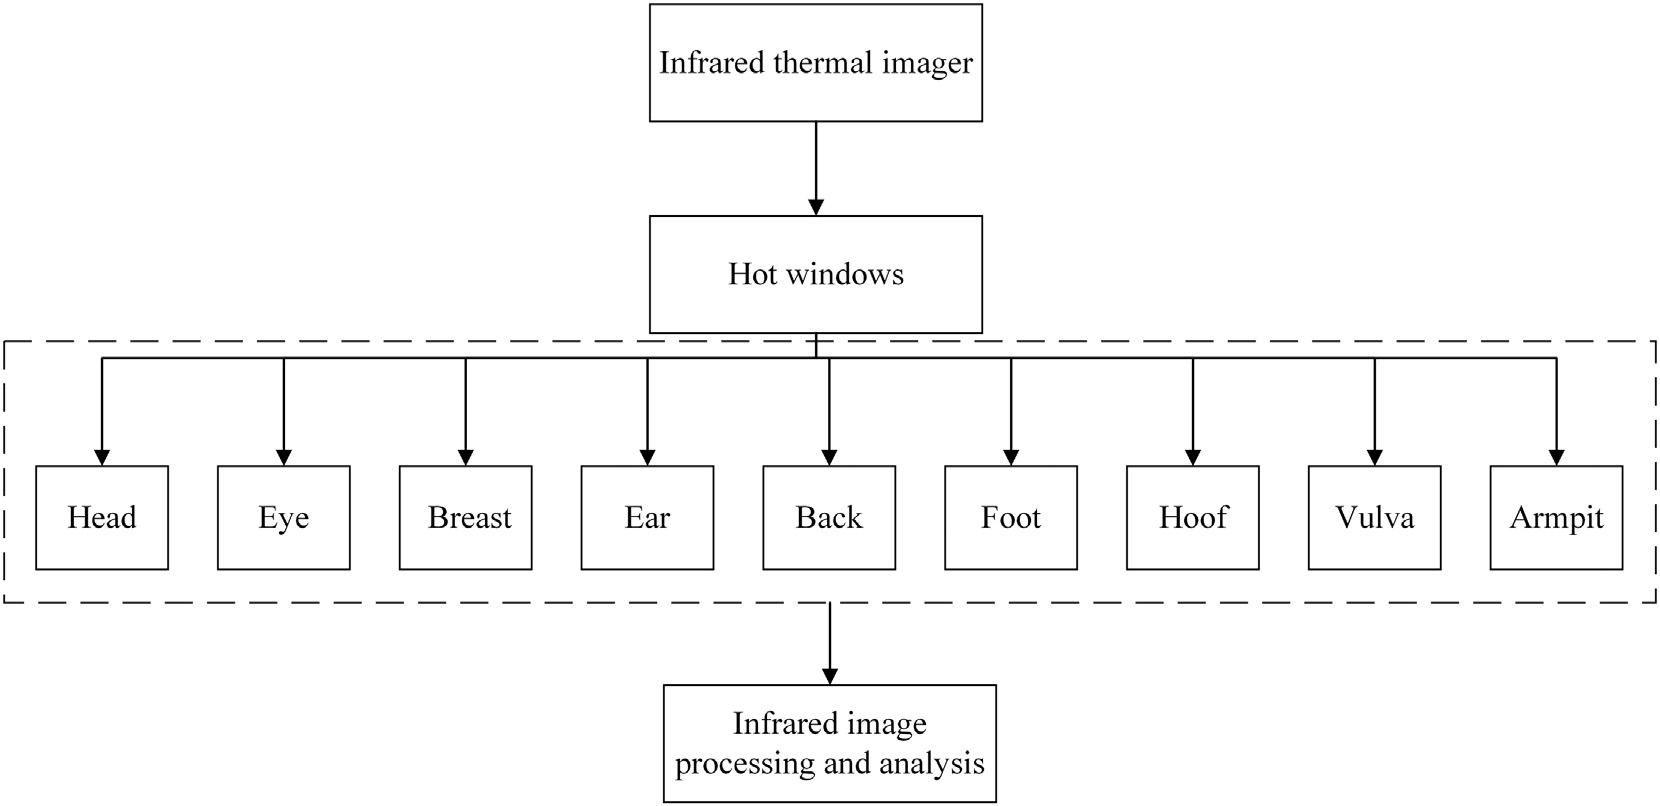 Infrared thermal imager
Hot windows
Head
Eye
Breast
Ear
Back
Foot
Hoof
Vulva
Armpit
Infrared image
processing and analysis